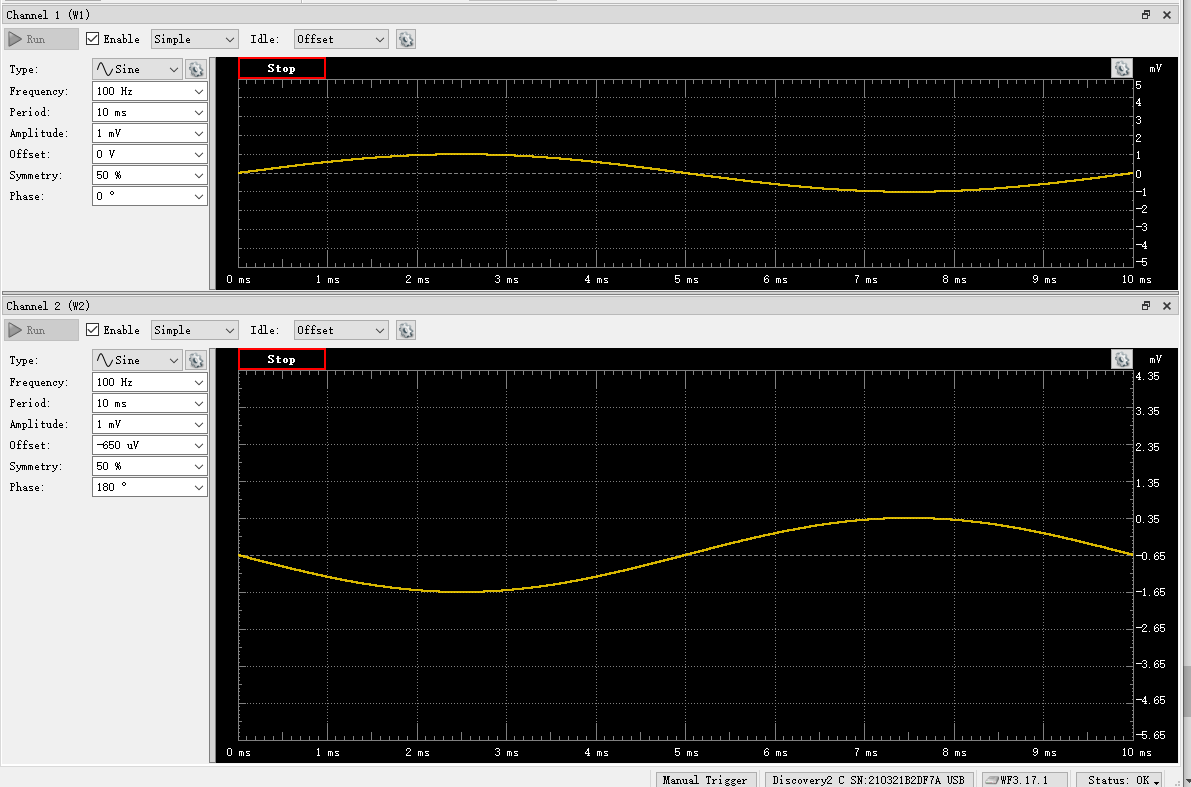 Channel 1 (W1)
Run Enable Simple Idle: Offset
Type: Sine Stop mV
Frequency: 100 Hz
Period: 10 ms
Amplitude: 1 mV
Offset: 0 V
Symmetry: 50 %
Phase: 0 °
5
4
3
2
1
0
-1
-2
-3
-4
-5
0 ms 1 ms 2 ms 3 ms 4 ms 5 ms 6 ms 7 ms 8 ms 9 ms 10 ms
Channel 2 (W2)
Run Enable Simple Idle: Offset
Type: Sine Stop mV
Frequency: 100 Hz
Period: 10 ms
Amplitude: 1 mV
Offset: -650 uV
Symmetry: 50 %
Phase: 180 °
4.35
3.35
2.35
1.35
0.35
-0.65
-1.65
-2.65
-3.65
-4.65
-5.65
0 ms 1 ms 2 ms 3 ms 4 ms 5 ms 6 ms 7 ms 8 ms 9 ms 10 ms
Manual Trigger Discovery2 C SN:210321B2DF7A USB WF3.17.1 Status: OK